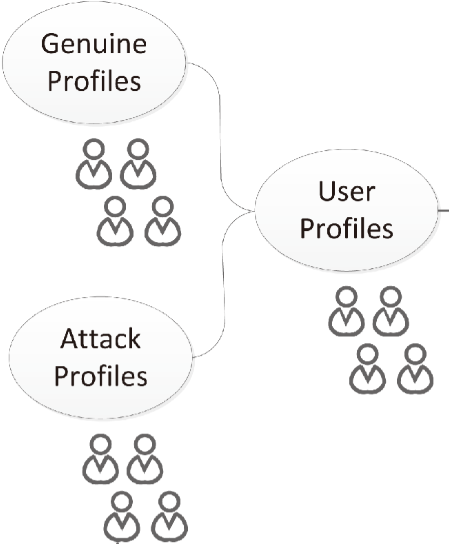 Genuine
Profiles
User
Profiles
Attack
Profiles